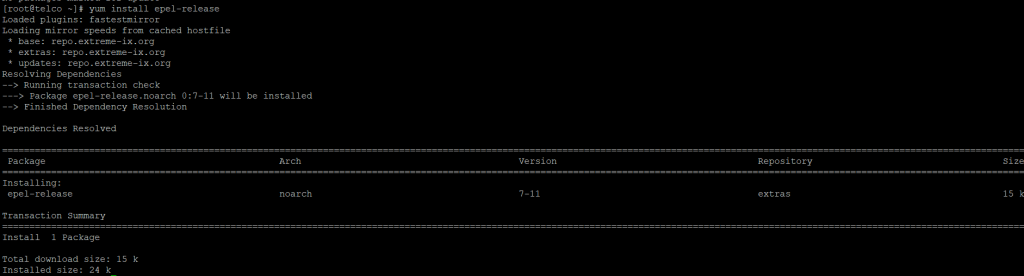 [root@telco ~]# yum install epel-release
Loaded plugins: fastestmirror
Loading mirror speeds from cached hostfile
 * base: repo.extreme-ix.org
 * extras: repo.extreme-ix.org
 * updates: repo.extreme-ix.org
Resolving Dependencies
--> Running transaction check
---> Package epel-release.noarch 0:7-11 will be installed
--> Finished Dependency Resolution
Dependencies Resolved
Package Arch Version Repository Size
Installing:
epel-release noarch 7-11 extras 15 k
Transaction Summary
Install  1 Package
Total download size: 15 k
Installed size: 24 k